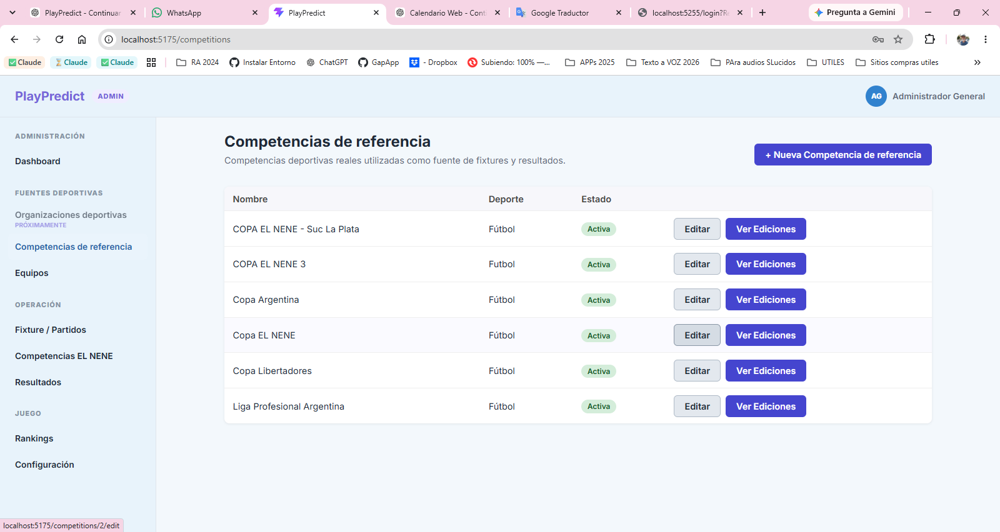 PlayPredict - Continuar
WhatsApp
PlayPredict
Calendario Web - Conti
Google Traductor
localhost:5255/login?Re
Pregunta a Gemini
localhost:5175/competitions
Claude
Claude
Claude
RA 2024
Instalar Entorno
ChatGPT
GapApp
- Dropbox
Subiendo: 100% —...
APPs 2025
Texto a VOZ 2026
PAra audios SLucidos
UTILES
Sitios compras utiles
PlayPredict ADMIN
AG Administrador General
ADMINISTRACIÓN
Dashboard
FUENTES DEPORTIVAS
Organizaciones deportivas
PRÓXIMAMENTE
Competencias de referencia
Equipos
OPERACIÓN
Fixture / Partidos
Competencias EL NENE
Resultados
JUEGO
Rankings
Configuración
Competencias de referencia
Competencias deportivas reales utilizadas como fuente de fixtures y resultados.
+ Nueva Competencia de referencia
Nombre Deporte Estado
COPA EL NENE - Suc La Plata Fútbol Activa Editar Ver Ediciones
COPA EL NENE 3 Futbol Activa Editar Ver Ediciones
Copa Argentina Fútbol Activa Editar Ver Ediciones
Copa EL NENE Fútbol Activa Editar Ver Ediciones
Copa Libertadores Fútbol Activa Editar Ver Ediciones
Liga Profesional Argentina Fútbol Activa Editar Ver Ediciones
localhost:5175/competitions/2/edit